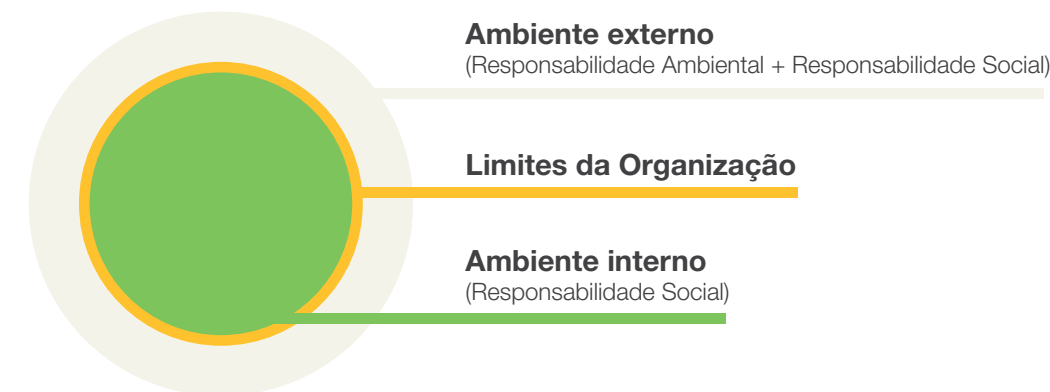 Ambiente externo
(Responsabilidade Ambiental + Responsabilidade Social)
Limites da Organização
Ambiente interno
(Responsabilidade Social)